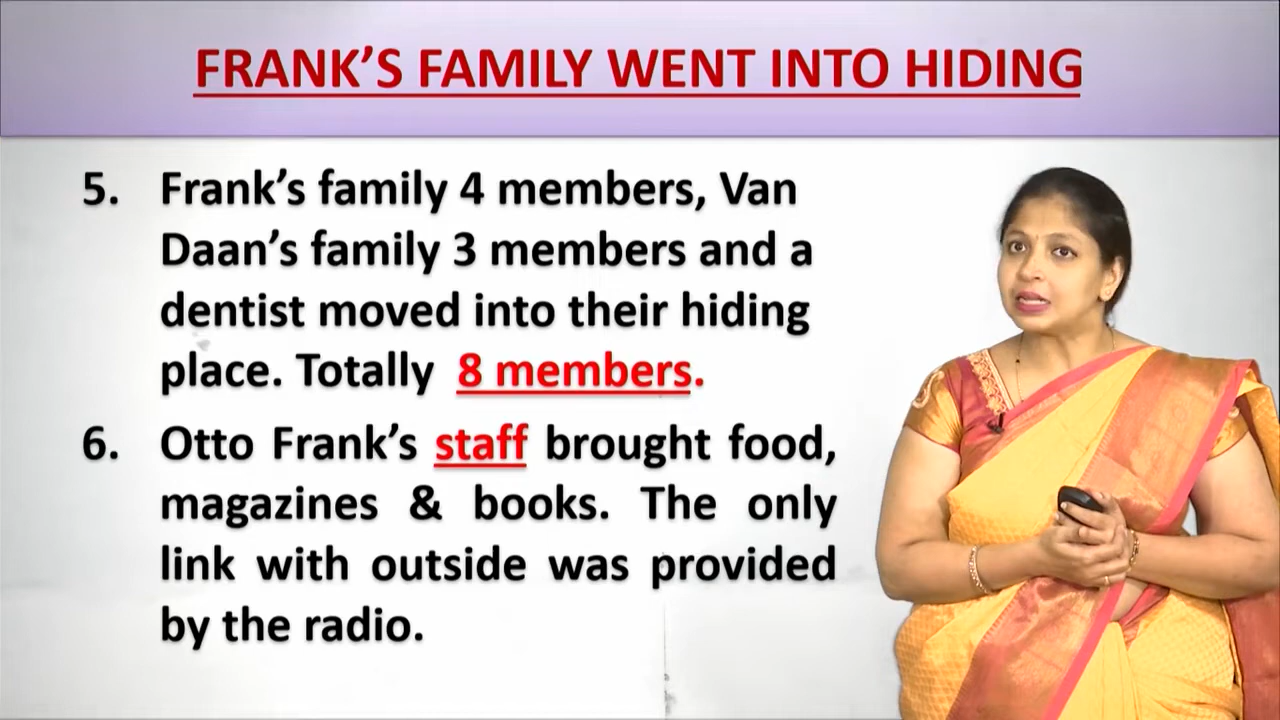 FRANK’S FAMILY WENT INTO HIDING
5. Frank’s family 4 members, Van
Daan’s family 3 members and a
dentist moved into their hiding
place. Totally 8 members.
6. Otto Frank’s staff brought food,
magazines & books. The only
link with outside was provided
by the radio.